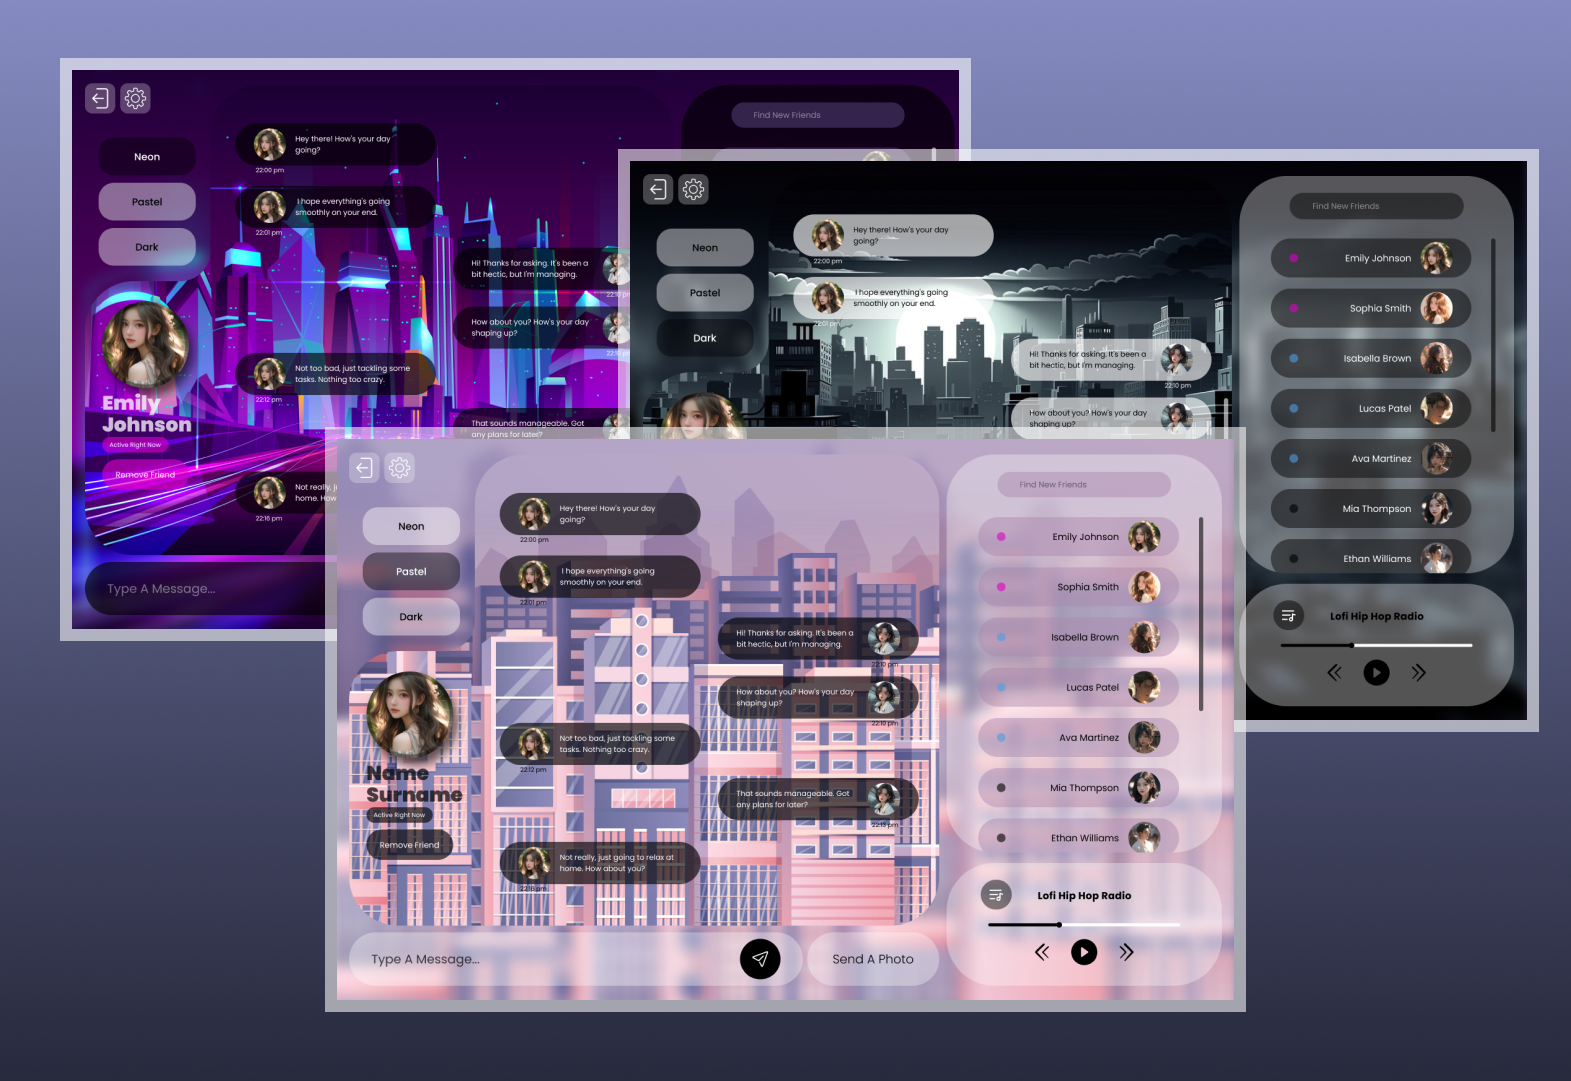 Neon
Pastel
Dark
Hey there! How's your day
going?
22:00 pm
I hope everything's going
smoothly on your end.
22:01 pm
Hi! Thanks for asking. It's been a
bit hectic, but I'm managing.
How about you? How's your day
shaping up?
Not too bad, just tackling some
tasks. Nothing too crazy.
22:12 pm
That sounds manageable. Got
any plans for later?
Not really, j
home. How
22:16 pm
Emily
Johnson
Active Right Now
Remove Friend
Type A Message...
Find New Friends
Neon
Pastel
Dark
Hey there! How's your day
going?
22:00 pm
I hope everything's going
smoothly on your end.
22:01 pm
Hi! Thanks for asking. It's been a
bit hectic, but I'm managing.
22:10 pm
How about you? How's your day
shaping up?
Find New Friends
Emily Johnson
Sophia Smith
Isabella Brown
Lucas Patel
Ava Martinez
Mia Thompson
Ethan Williams
Lofi Hip Hop Radio
Neon
Pastel
Dark
Name
Surname
Active Right Now
Remove Friend
Hey there! How's your day
going?
22:00 pm
I hope everything's going
smoothly on your end.
22:01 pm
Hi! Thanks for asking. It's been a
bit hectic, but I'm managing.
22:10 pm
How about you? How's your day
shaping up?
22:10 pm
Not too bad, just tackling some
tasks. Nothing too crazy.
22:12 pm
That sounds manageable. Got
any plans for later?
22:13 pm
Not really, just going to relax at
home. How about you?
22:16 pm
Type A Message...
Send A Photo
Find New Friends
Emily Johnson
Sophia Smith
Isabella Brown
Lucas Patel
Ava Martinez
Mia Thompson
Ethan Williams
Lofi Hip Hop Radio